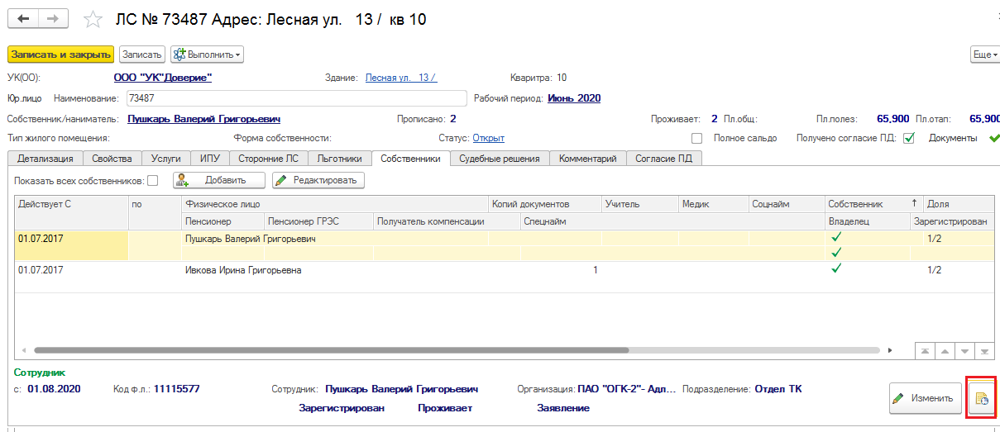 ЛС № 73487 Адрес: Лесная ул. 13 / кв 10
Записать и закрыть Записать Выполнить Еще
УК(ОО): ООО "УК"Доверие" Здание: Лесная ул. 13 / Кваритра: 10
Юр.лицо Наименование: 73487 Рабочий период: Июнь 2020
Собственник/наниматель: Пушкарь Валерий Григорьевич Прописано: 2 Проживает: 2 Пл.общ: Пл.полез: 65,900 Пл.отап: 65,900
Тип жилого помещения: Форма собственности: Статус: Открыт Полное сальдо Получено согласие ПД: Документы
Детализация Свойства Услуги ИПУ Сторонние ЛС Льготники Собственники Судебные решения Комментарий Согласие ПД
Показать всех собственников: Добавить Редактировать
Действует С по Физическое лицо Копий документов Учитель Медик Соцнайм Собственник ↑ Доля
Пенсионер Пенсионер ГРЭС Получатель компенсации Спецнайм Владелец Зарегистрирован
01.07.2017 Пушкарь Валерий Григорьевич 1/2
01.07.2017 Ивкова Ирина Григорьевна 1 1/2
Сотрудник
с: 01.08.2020 Код ф.л.: 11115577 Сотрудник: Пушкарь Валерий Григорьевич Организация: ПАО "ОГК-2"- Адл... Подразделение: Отдел ТК
Изменить
Зарегистрирован Проживает Заявление